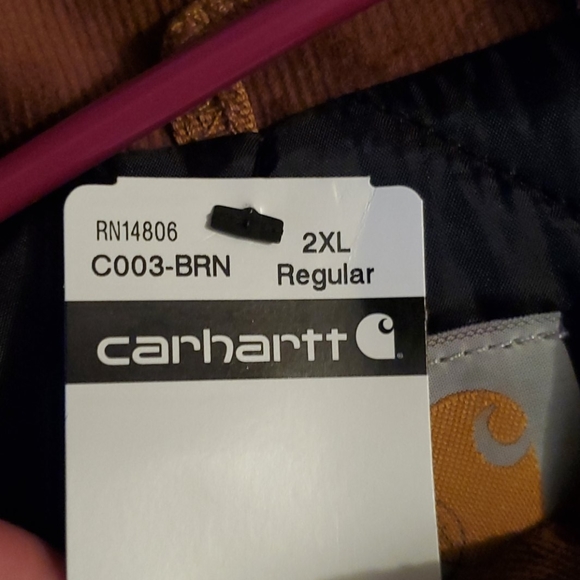 RN14806
C003-BRN
2XL
Regular
carhartt